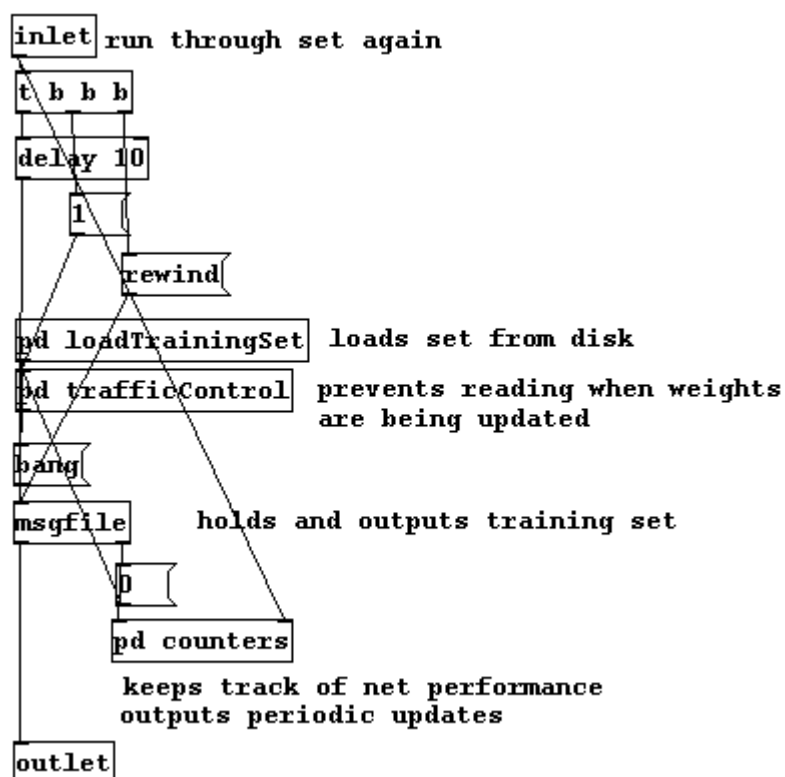 inlet run through set again
t b b b
delay 10
1
rewind
pd loadTrainingSet loads set from disk
pd trafficControl prevents reading when weights
are being updated
bang
msgfile holds and outputs training set
0
pd counters
keeps track of net performance
outputs periodic updates
outlet